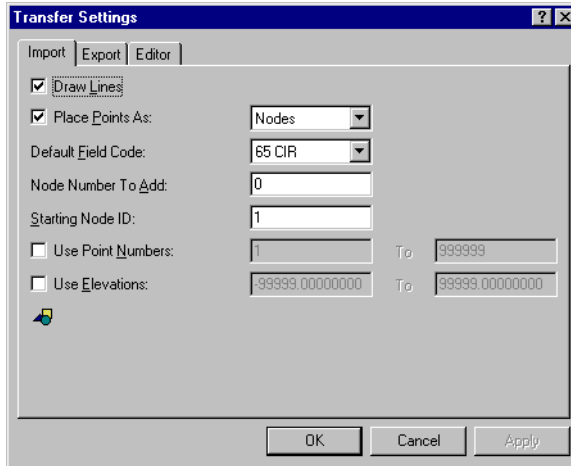 Transfer Settings
Import Export Editor
Draw Lines
Place Points As: Nodes
Default Field Code: 65 CIR
Node Number To Add: 0
Starting Node ID: 1
Use Point Numbers: 1 To 999999
Use Elevations: -99999.00000000 To 99999.00000000
OK Cancel Apply